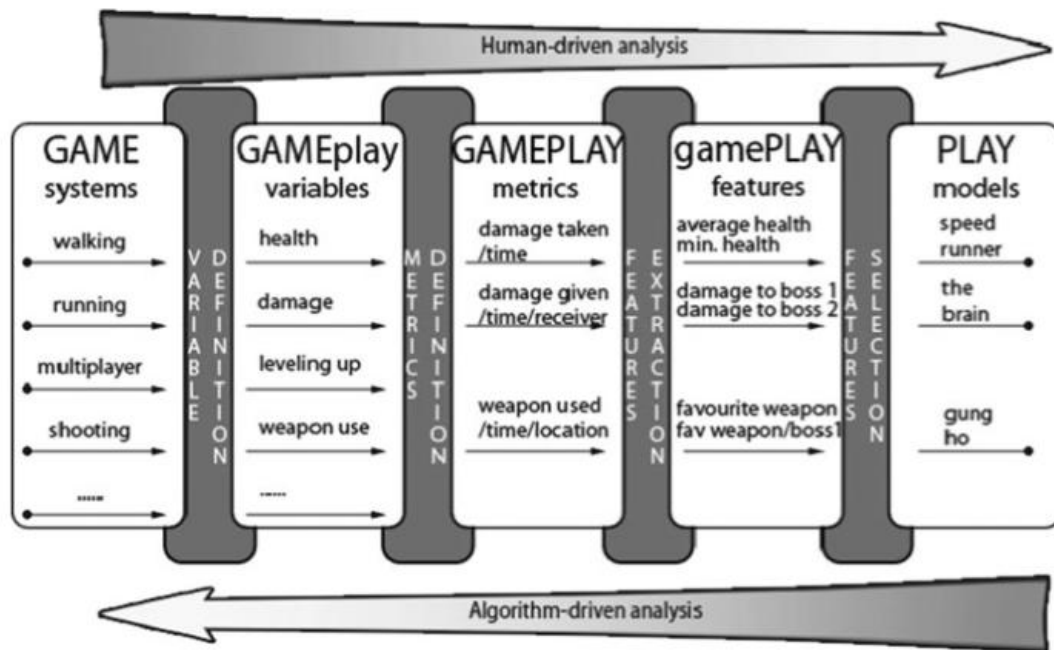 Human-driven analysis
GAME
systems
walking
running
multiplayer
shooting
.....
VARIABLE
DEFINITION
GAMEplay
variables
health
damage
leveling up
weapon use
.....
METRICS
DEFINITION
GAMEPLAY
metrics
damage taken
/time
damage given
/time/receiver
weapon used
/time/location
FEATURES
EXTRACTION
gamePLAY
features
average health
min. health
damage to boss 1
damage to boss 2
favourite weapon
fav weapon/boss1
FEATURES
SELECTION
PLAY
models
speed
runner
the
brain
gung
ho
Algorithm-driven analysis